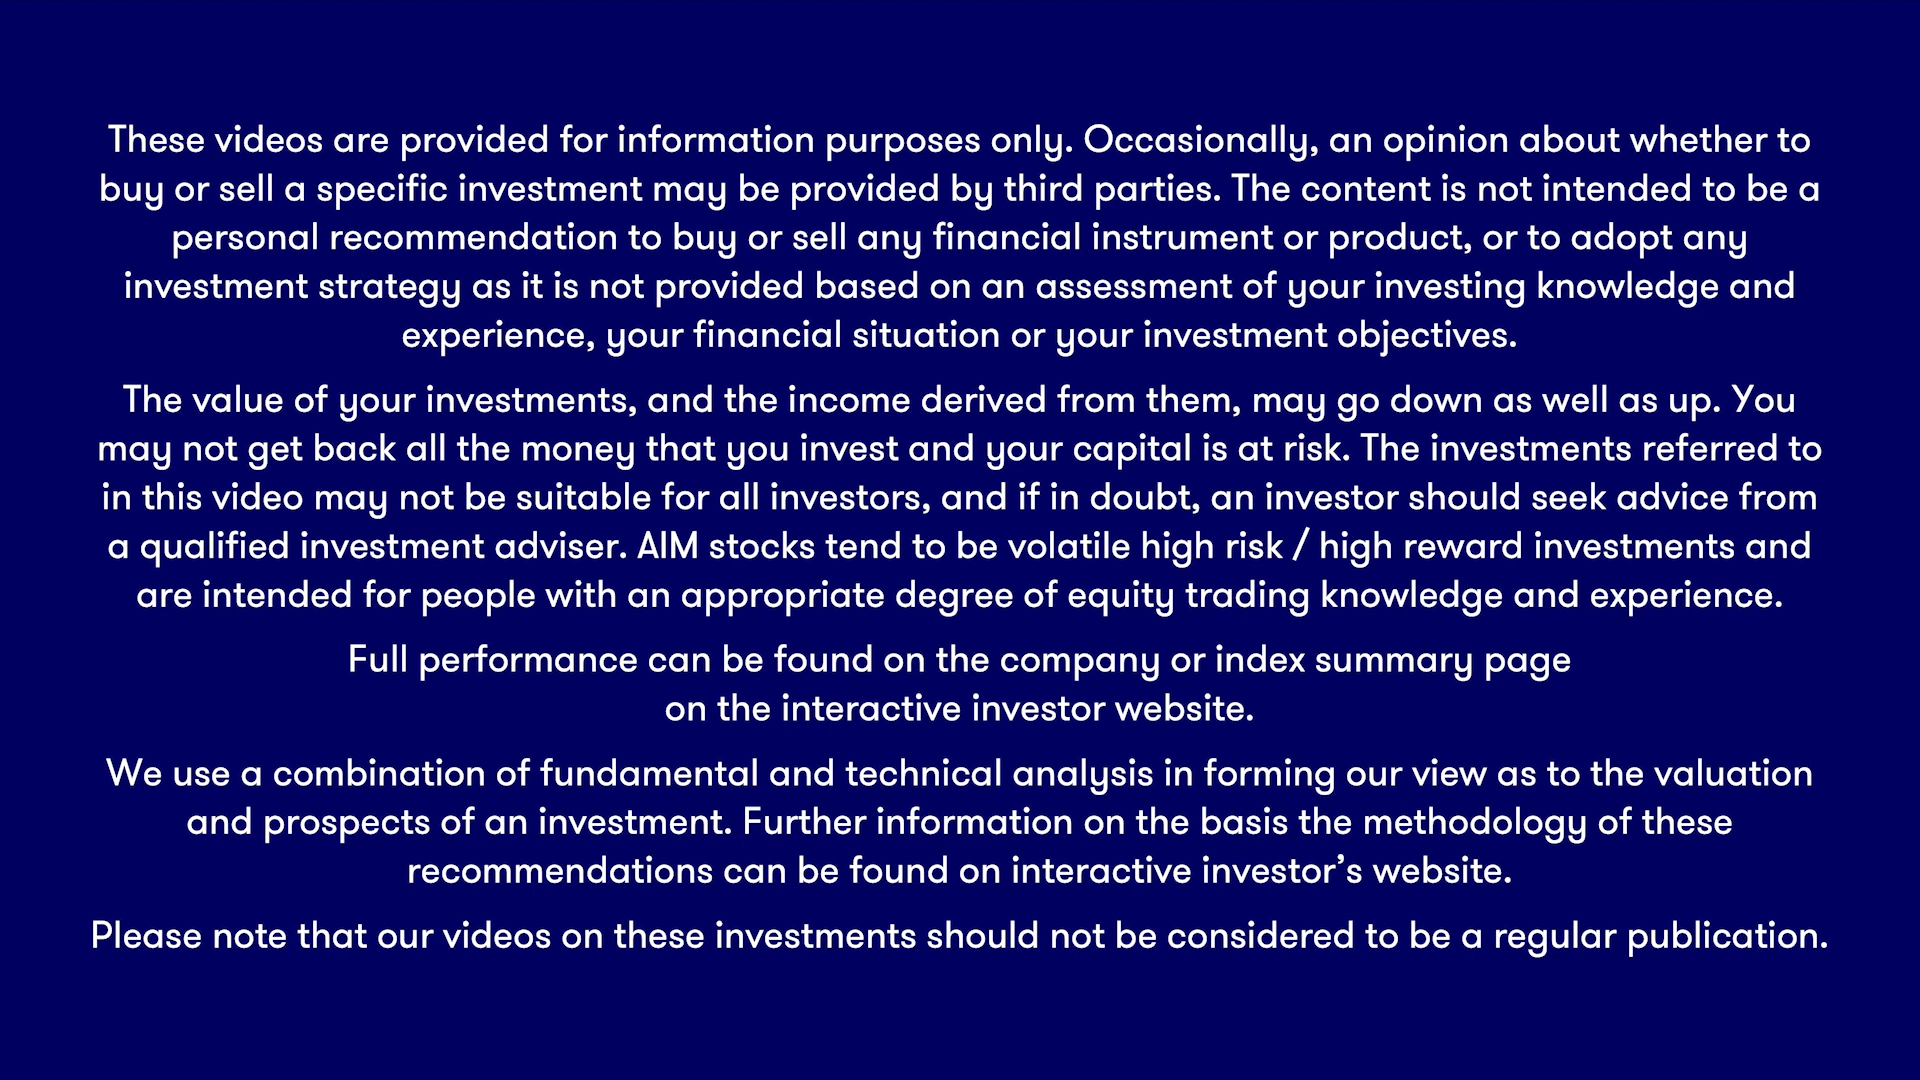 These videos are provided for information purposes only. Occasionally, an opinion about whether to
buy or sell a specific investment may be provided by third parties. The content is not intended to be a
personal recommendation to buy or sell any financial instrument or product, or to adopt any
investment strategy as it is not provided based on an assessment of your investing knowledge and
experience, your financial situation or your investment objectives.
The value of your investments, and the income derived from them, may go down as well as up. You
may not get back all the money that you invest and your capital is at risk. The investments referred to
in this video may not be suitable for all investors, and if in doubt, an investor should seek advice from
a qualified investment adviser. AIM stocks tend to be volatile high risk / high reward investments and
are intended for people with an appropriate degree of equity trading knowledge and experience.
Full performance can be found on the company or index summary page
on the interactive investor website.
We use a combination of fundamental and technical analysis in forming our view as to the valuation
and prospects of an investment. Further information on the basis the methodology of these
recommendations can be found on interactive investor’s website.
Please note that our videos on these investments should not be considered to be a regular publication.